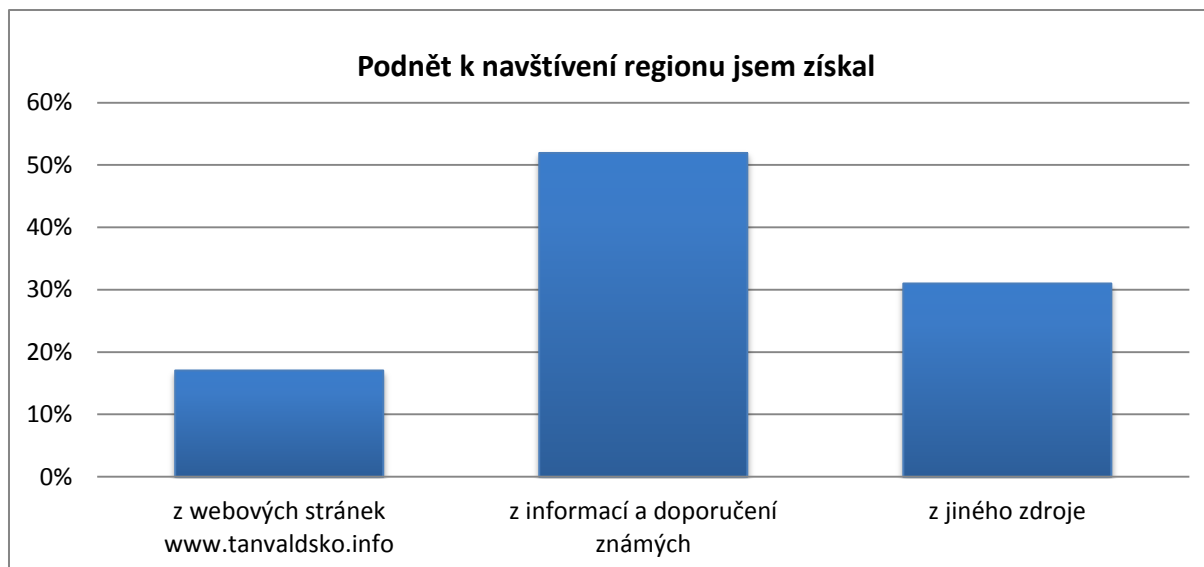 Podnět k navštívení regionu jsem získal
60%
50%
40%
30%
20%
10%
0%
z webových stránek
www.tanvaldsko.info
z informací a doporučení
známých
z jiného zdroje